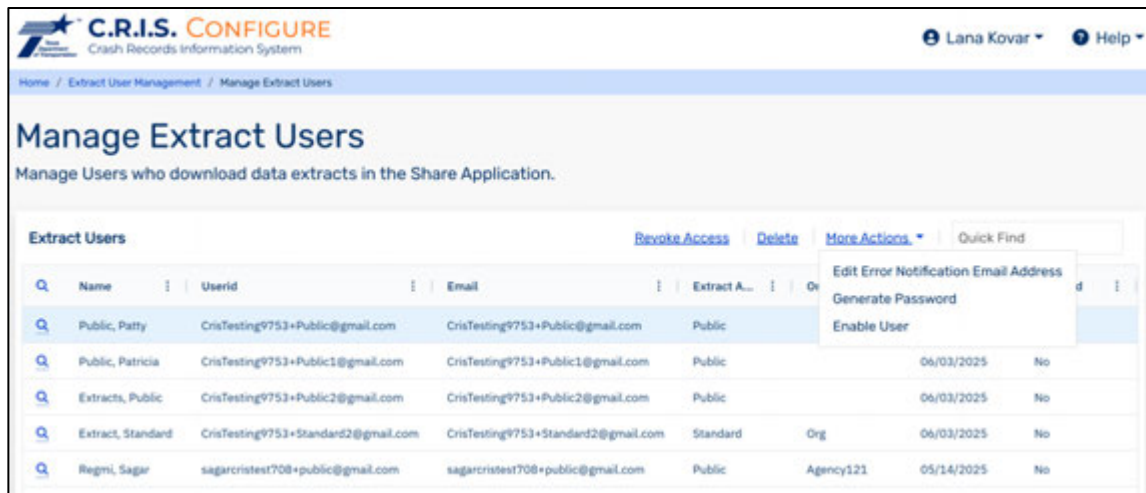 C.R.I.S. CONFIGURE
Crash Records Information System
Texas Department of Transportation
Lana Kovar
Help
Home / Extract User Management / Manage Extract Users
Manage Extract Users
Manage Users who download data extracts in the Share Application.
Extract Users Revoke Access Delete More Actions Quick Find
Edit Error Notification Email Address
Generate Password
Enable User
Name Userid Email Extract A... d
Public, Patty CrisTesting9753+Public@gmail.com CrisTesting9753+Public@gmail.com Public
Public, Patricia CrisTesting9753+Public1@gmail.com CrisTesting9753+Public1@gmail.com Public 06/03/2025 No
Extracts, Public CrisTesting9753+Public2@gmail.com CrisTesting9753+Public2@gmail.com Public 06/03/2025 No
Extract, Standard CrisTesting9753+Standard2@gmail.com CrisTesting9753+Standard2@gmail.com Standard Org 06/03/2025 No
Regmi, Sagar sagarcristest708+public@gmail.com sagarcristest708+public@gmail.com Public Agency121 05/14/2025 No